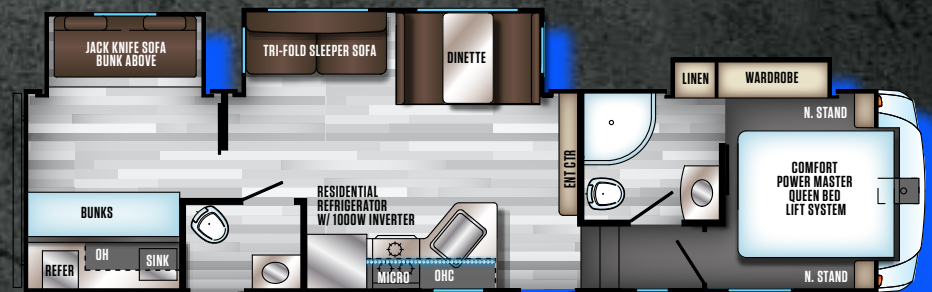 JACK KNIFE SOFA
BUNK ABOVE
TRI-FOLD SLEEPER SOFA
DINETTE
LINEN
WARDROBE
N. STAND
ENT CTR
COMFORT
POWER MASTER
QUEEN BED
LIFT SYSTEM
RESIDENTIAL
REFRIGERATOR
W/ 1000W INVERTER
BUNKS
OH
SINK
REFER
MICRO
OHC
N. STAND